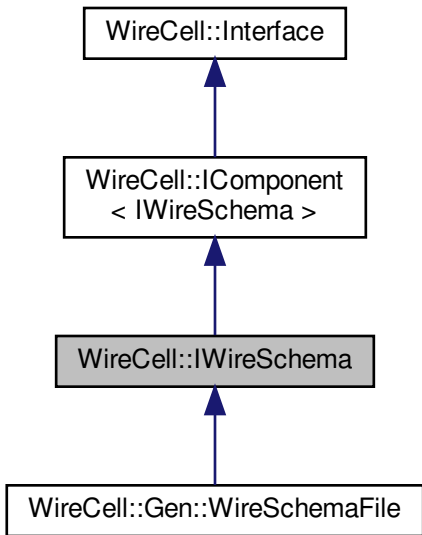 WireCell::Interface
WireCell::IComponent
< IWireSchema >
WireCell::IWireSchema
WireCell::Gen::WireSchemaFile